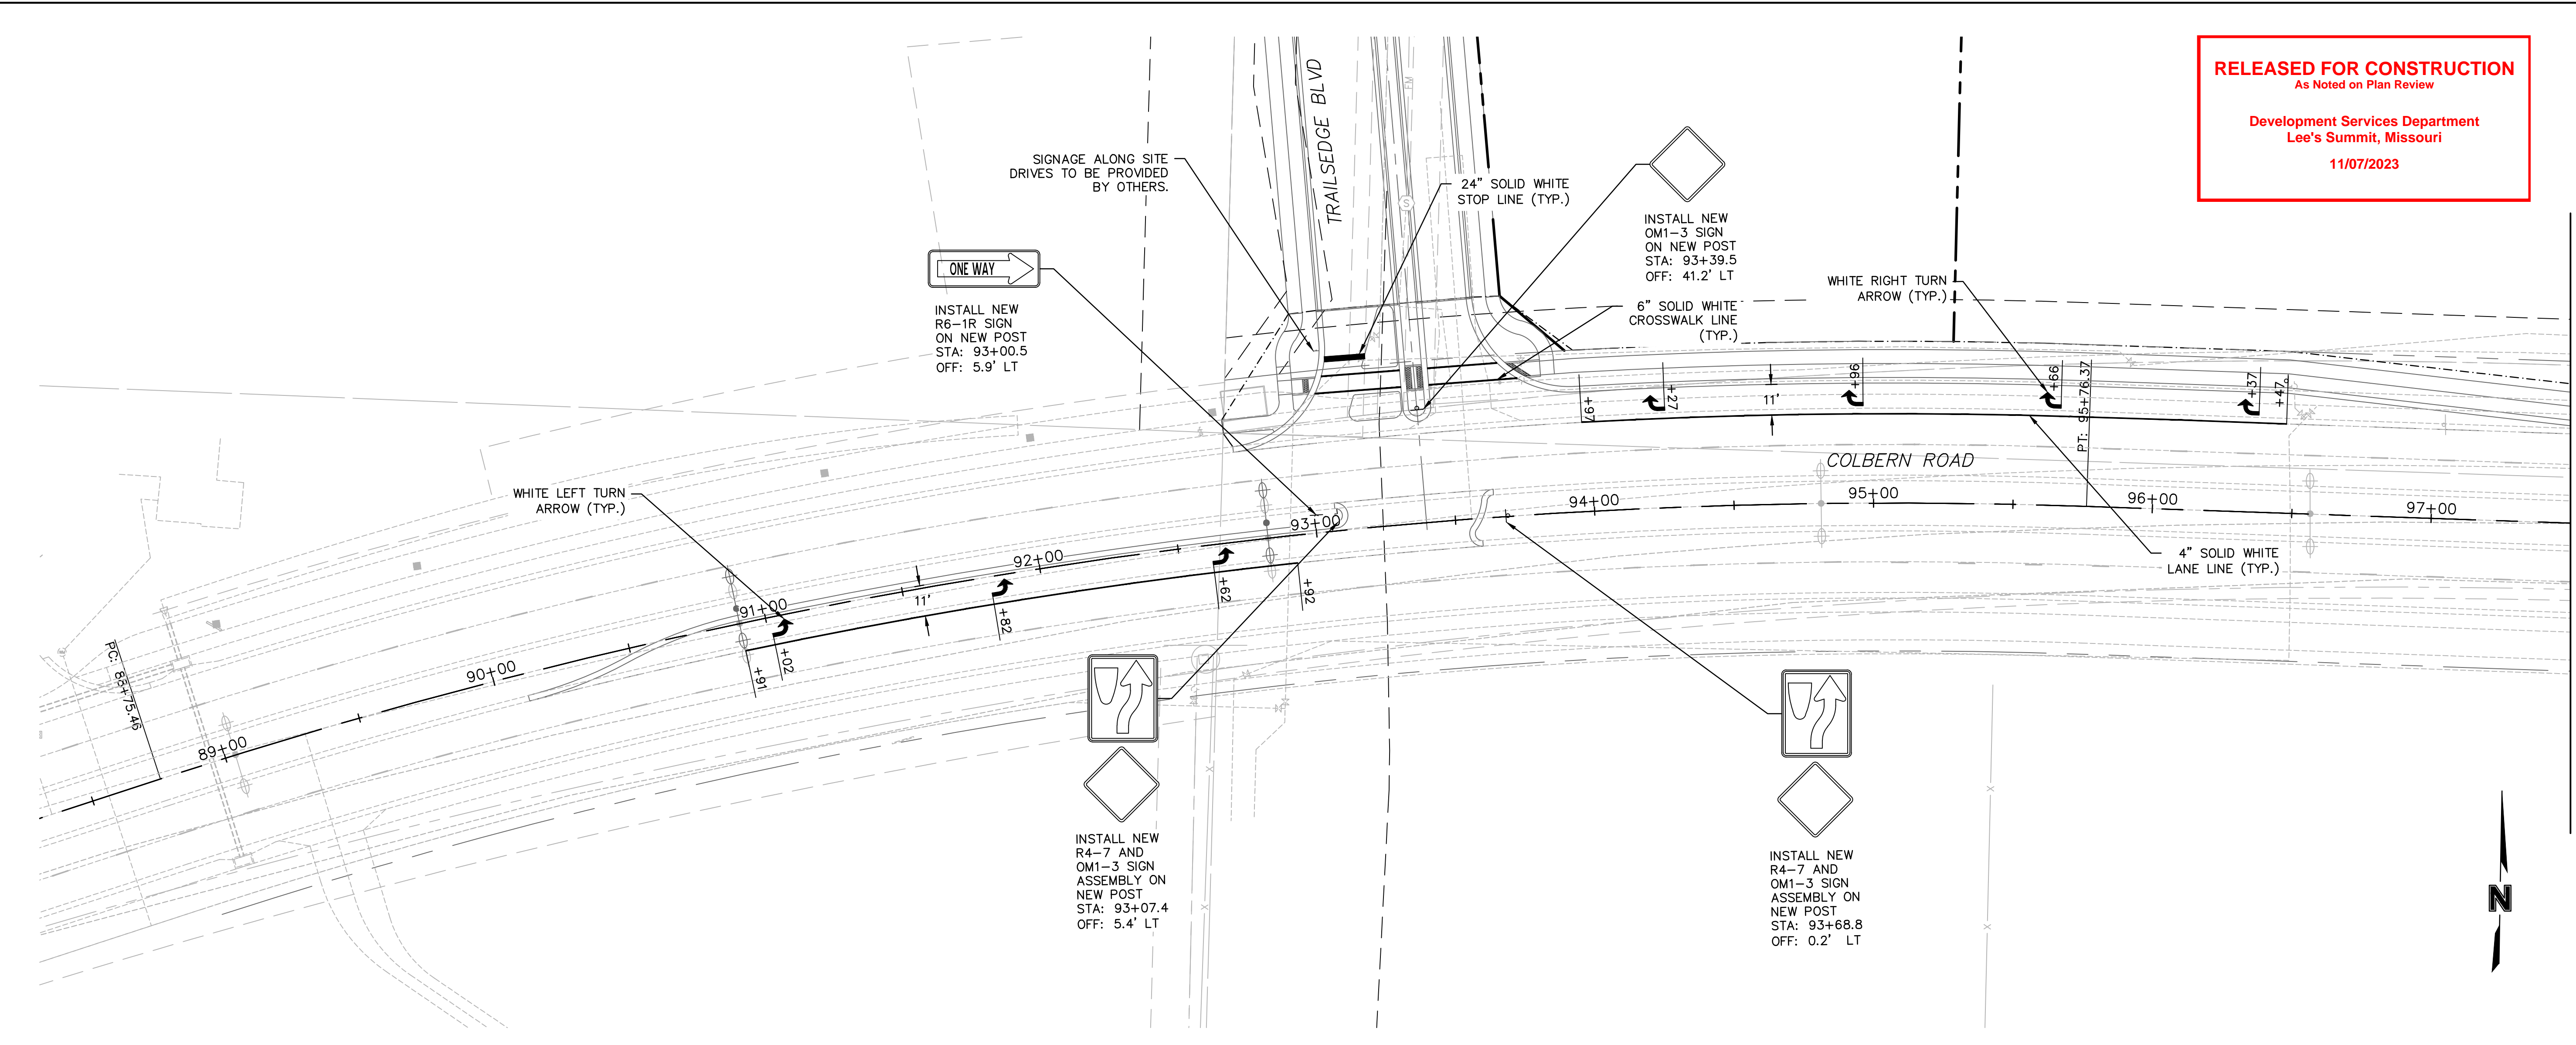 RELEASED FOR CONSTRUCTION
As Noted on Plan Review
Development Services Department
Lee's Summit, Missouri
11/07/2023
TRAILSEDGE BLVD
FM
S
SIGNAGE ALONG SITE
DRIVES TO BE PROVIDED
BY OTHERS.
24" SOLID WHITE
STOP LINE (TYP.)
INSTALL NEW
OM1-3 SIGN
ON NEW POST
STA: 93+39.5
OFF: 41.2' LT
ONE WAY
INSTALL NEW
R6-1R SIGN
ON NEW POST
STA: 93+00.5
OFF: 5.9' LT
6" SOLID WHITE
CROSSWALK LINE
(TYP.)
WHITE RIGHT TURN
ARROW (TYP.)
+97
+27
11'
+96
+66
PT: 95+76.37
+37
+47
COLBERN ROAD
WHITE LEFT TURN
ARROW (TYP.)
PC: 88+75.46
89+00
90+00
91+00
92+00
93+00
94+00
95+00
96+00
97+00
+91
+02
+82
11'
+62
+92
4" SOLID WHITE
LANE LINE (TYP.)
INSTALL NEW
R4-7 AND
OM1-3 SIGN
ASSEMBLY ON
NEW POST
STA: 93+07.4
OFF: 5.4' LT
INSTALL NEW
R4-7 AND
OM1-3 SIGN
ASSEMBLY ON
NEW POST
STA: 93+68.8
OFF: 0.2' LT
X
X
X
X
N